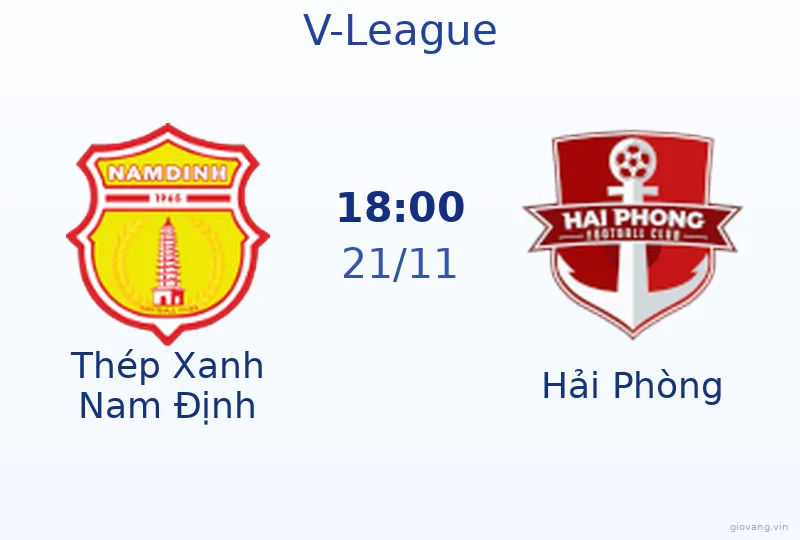 V-League
NAMDINH
1965
18:00
21/11
HAI PHONG
FOOTBALL CLUB
Thép Xanh
Nam Định
Hải Phòng
giovang.vin